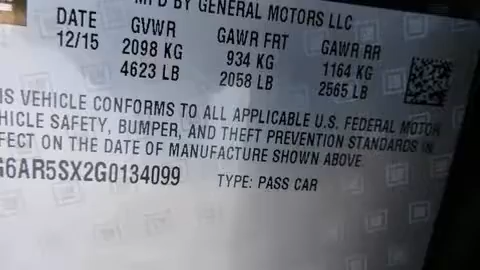 MFD BY GENERAL MOTORS LLC
DATE GVWR GAWR FRT GAWR RR
12/15 2098 KG 934 KG 1164 KG
4623 LB 2058 LB 2565 LB
IS VEHICLE CONFORMS TO ALL APPLICABLE U.S. FEDERAL MOTOR
HICLE SAFETY, BUMPER, AND THEFT PREVENTION STANDARDS IN
FECT ON THE DATE OF MANUFACTURE SHOWN ABOVE
G6AR5SX2G0134099 TYPE: PASS CAR